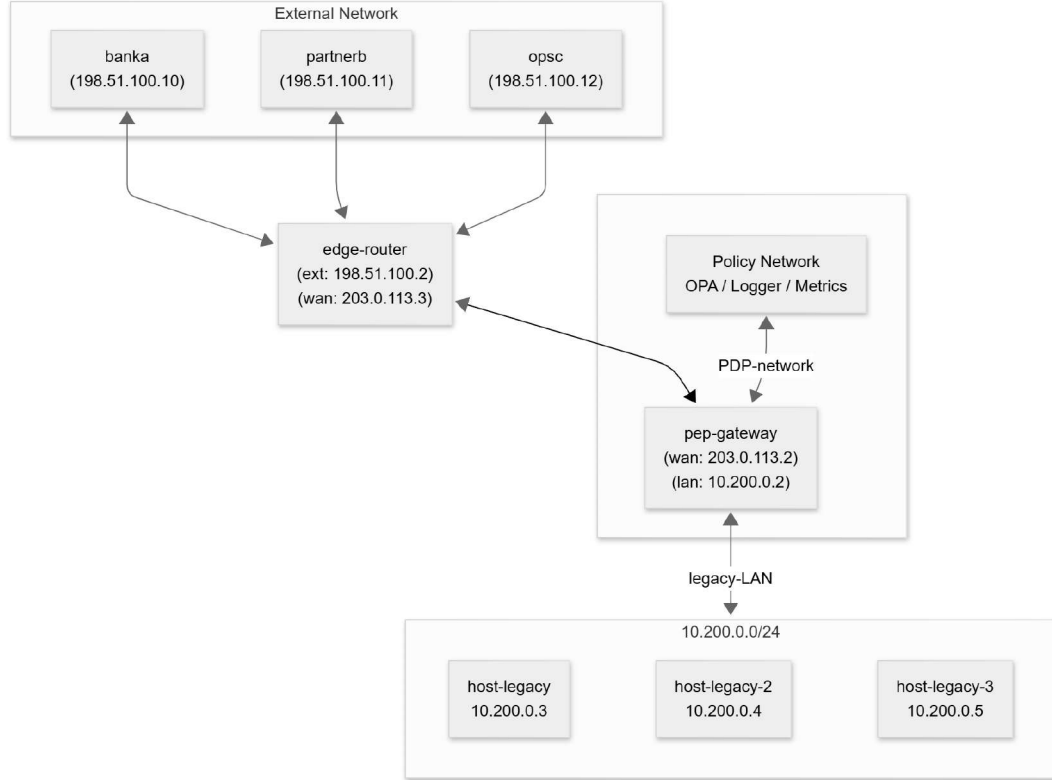 External Network
banka
(198.51.100.10)
partnerb
(198.51.100.11)
opsc
(198.51.100.12)
edge-router
(ext: 198.51.100.2)
(wan: 203.0.113.3)
Policy Network
OPA / Logger / Metrics
PDP-network
pep-gateway
(wan: 203.0.113.2)
(lan: 10.200.0.2)
legacy-LAN
10.200.0.0/24
host-legacy
10.200.0.3
host-legacy-2
10.200.0.4
host-legacy-3
10.200.0.5